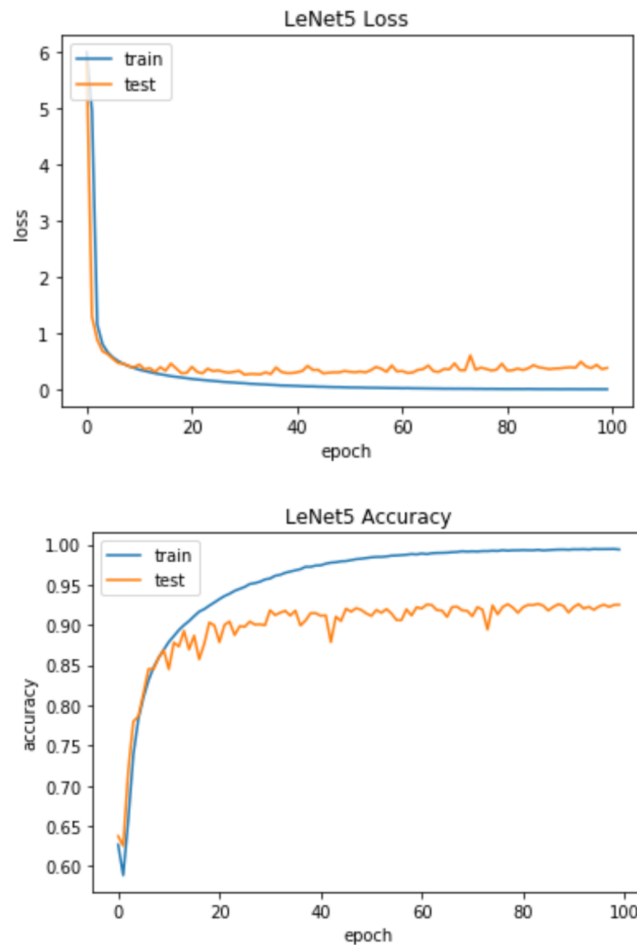 LeNet5 Loss
6
train
test
5
4
loss
3
2
1
0
0 20 40 60 80 100
epoch
LeNet5 Accuracy
1.00
train
0.95
test
0.90
0.85
accuracy
0.80
0.75
0.70
0.65
0.60
0 20 40 60 80 100
epoch